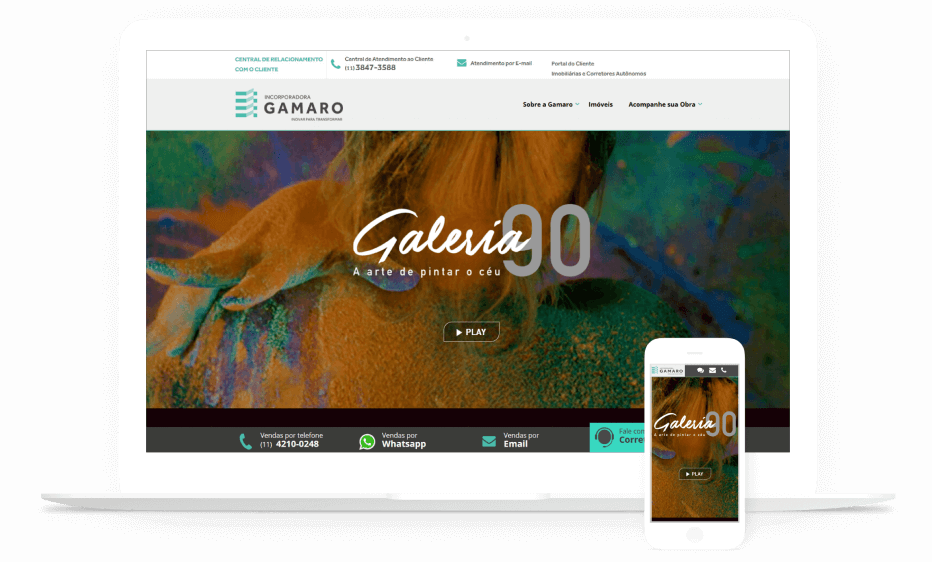 CENTRAL DE RELACIONAMENTO
COM O CLIENTE
Central de Atendimento ao Cliente
(11) 3847-3588
Atendimento por E-mail
Portal do Cliente
Imobiliárias e Corretores Autônomos
INCORPORADORA
GAMARO
INOVAR PARA TRANSFORMAR
Sobre a Gamaro
Imóveis
Acompanhe sua Obra
Galeria 90
A arte de pintar o céu
PLAY
Vendas por telefone
(11) 4210-0248
Vendas por
Whatsapp
Vendas por
Email
Fale com
Corre
GAMARO
Galeria 90
A arte de pintar o céu
PLAY